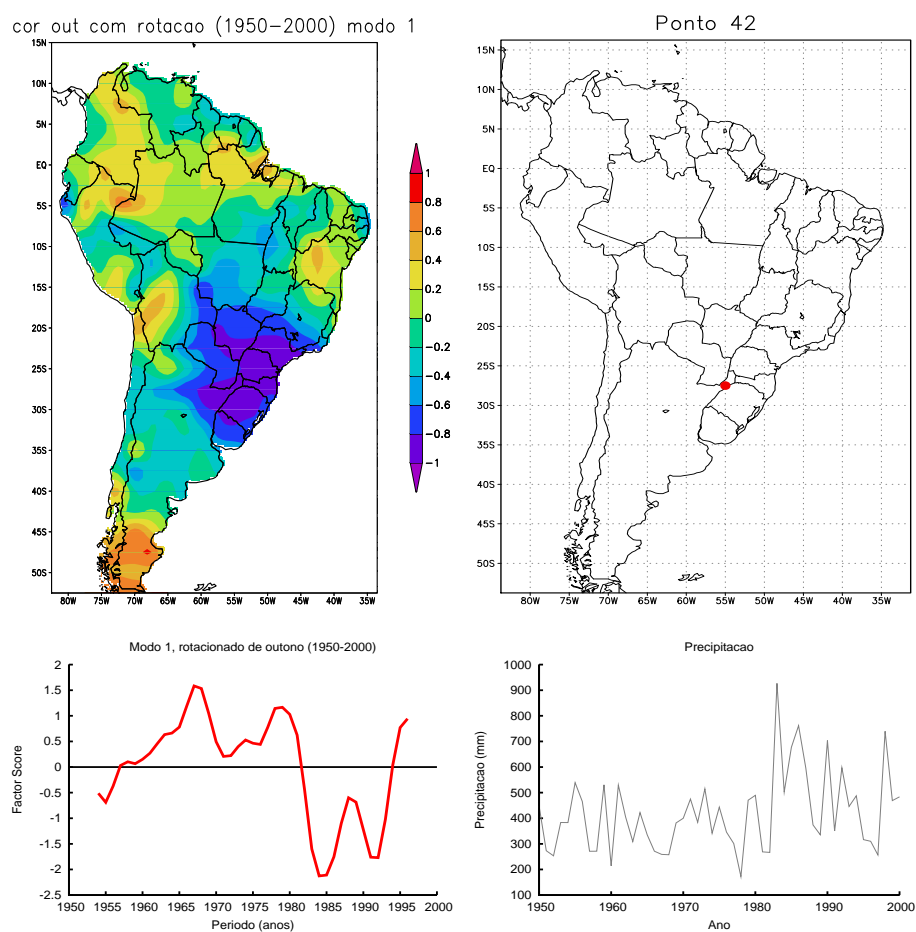 cor out com rotacao (1950-2000) modo 1
15N
10N
5N
EQ
5S
10S
15S
20S
25S
30S
35S
40S
45S
50S
80W 75W 70W 65W 60W 55W 50W 45W 40W 35W
1
0.8
0.6
0.4
0.2
0
-0.2
-0.4
-0.6
-0.8
-1
Ponto 42
15N
10N
5N
EQ
5S
10S
15S
20S
25S
30S
35S
40S
45S
50S
80W 75W 70W 65W 60W 55W 50W 45W 40W 35W
Modo 1, rotacionado de outono (1950-2000)
Factor Score
2
1.5
1
0.5
0
-0.5
-1
-1.5
-2
-2.5
1950 1955 1960 1965 1970 1975 1980 1985 1990 1995 2000
Periodo (anos)
Precipitacao
Precipitacao (mm)
1000
900
800
700
600
500
400
300
200
100
1950 1960 1970 1980 1990 2000
Ano